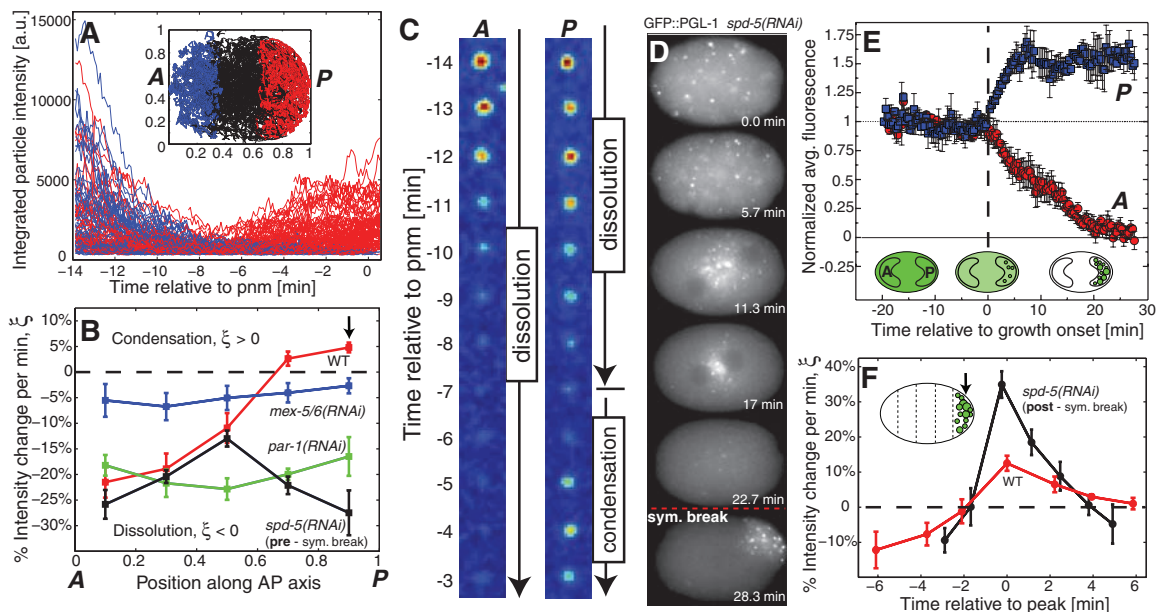 A
Integrated particle intensity [a.u.]
15000
10000
5000
0
-14 -12 -10 -8 -6 -4 -2 0
Time relative to pnm [min]
1
0.8
0.6
0.4
0.2
0
0.2 0.4 0.6 0.8 1
A
P
B
% Intensity change per min, ξ
10%
5%
0%
-5%
-10%
-15%
-20%
-25%
-30%
Condensation, ξ > 0
WT
mex-5/6(RNAi)
par-1(RNAi)
Dissolution, ξ < 0
spd-5(RNAi)
(pre - sym. break)
0 0.2 0.4 0.6 0.8 1
A Position along AP axis P
C
A P
Time relative to pnm [min]
-14
-13
-12
-11
-10
-9
-8
-7
-6
-5
-4
-3
dissolution
dissolution
condensation
GFP::PGL-1 spd-5(RNAi)
D
0.0 min
5.7 min
11.3 min
17 min
22.7 min
sym. break
28.3 min
E
Normalized avg. fluorescence
1.75
1.5
1.25
1
0.75
0.5
0.25
0
-0.25
P
A
A P
-20 -10 0 10 20 30
Time relative to growth onset [min]
F
% Intensity change per min, ξ
40%
30%
20%
10%
0
-10%
spd-5(RNAi)
(post - sym. break)
WT
-6 -4 -2 0 2 4 6
Time relative to peak [min]